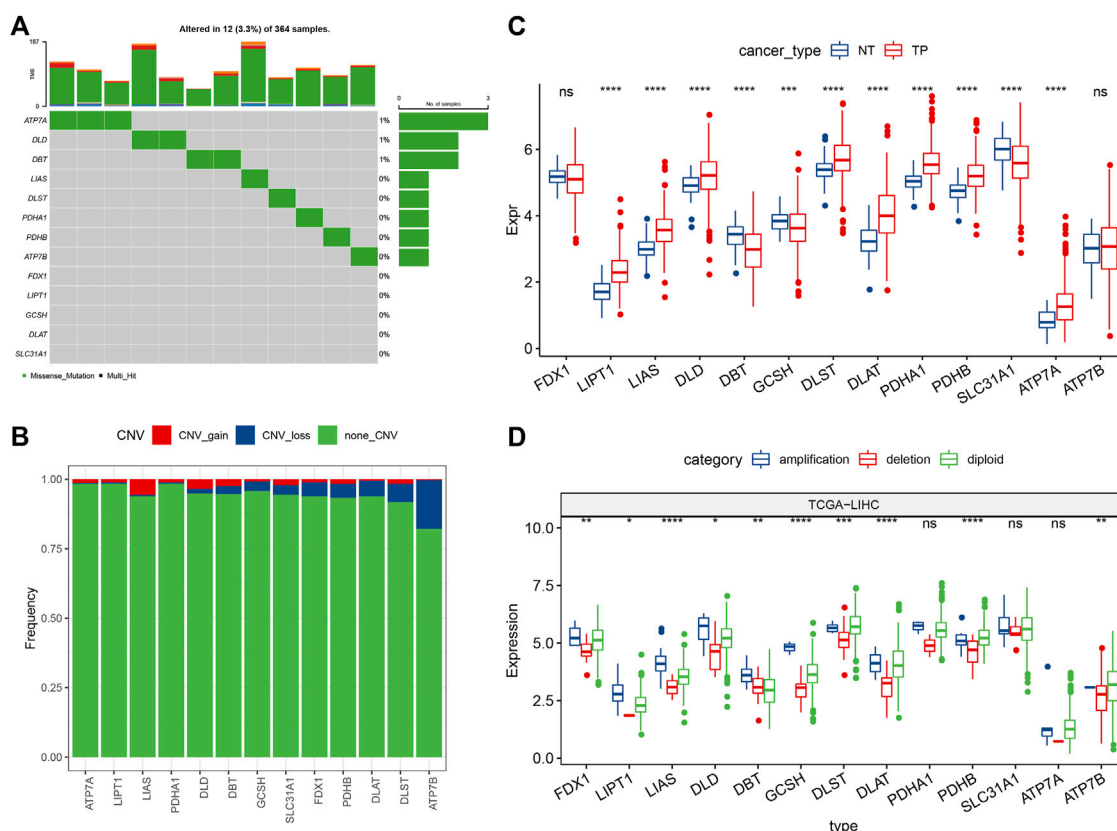 A
Altered in 12 (3.3%) of 364 samples.
187
TMB
0
0
No. of samples
3
ATP7A 1%
DLD 1%
DBT 1%
LIAS 0%
DLST 0%
PDHA1 0%
PDHB 0%
ATP7B 0%
FDX1 0%
LIPT1 0%
GCSH 0%
DLAT 0%
SLC31A1 0%
Missense_Mutation Multi_Hit
B
CNV CNV_gain CNV_loss none_CNV
1.00
0.75
0.50
0.25
0.00
Frequency
ATP7A LIPT1 LIAS PDHA1 DLD DBT GCSH SLC31A1 FDX1 PDHB DLAT DLST ATP7B
C
cancer_type NT TP
ns **** **** **** **** *** **** **** **** **** **** **** ns
6
4
2
0
Expr
FDX1 LIPT1 LIAS DLD DBT GCSH DLST DLAT PDHA1 PDHB SLC31A1 ATP7A ATP7B
D
category amplification deletion diploid
TCGA-LIHC
** * **** * ** **** *** **** ns **** ns ns **
10.0
7.5
5.0
2.5
0.0
Expression
FDX1 LIPT1 LIAS DLD DBT GCSH DLST DLAT PDHA1 PDHB SLC31A1 ATP7A ATP7B
type